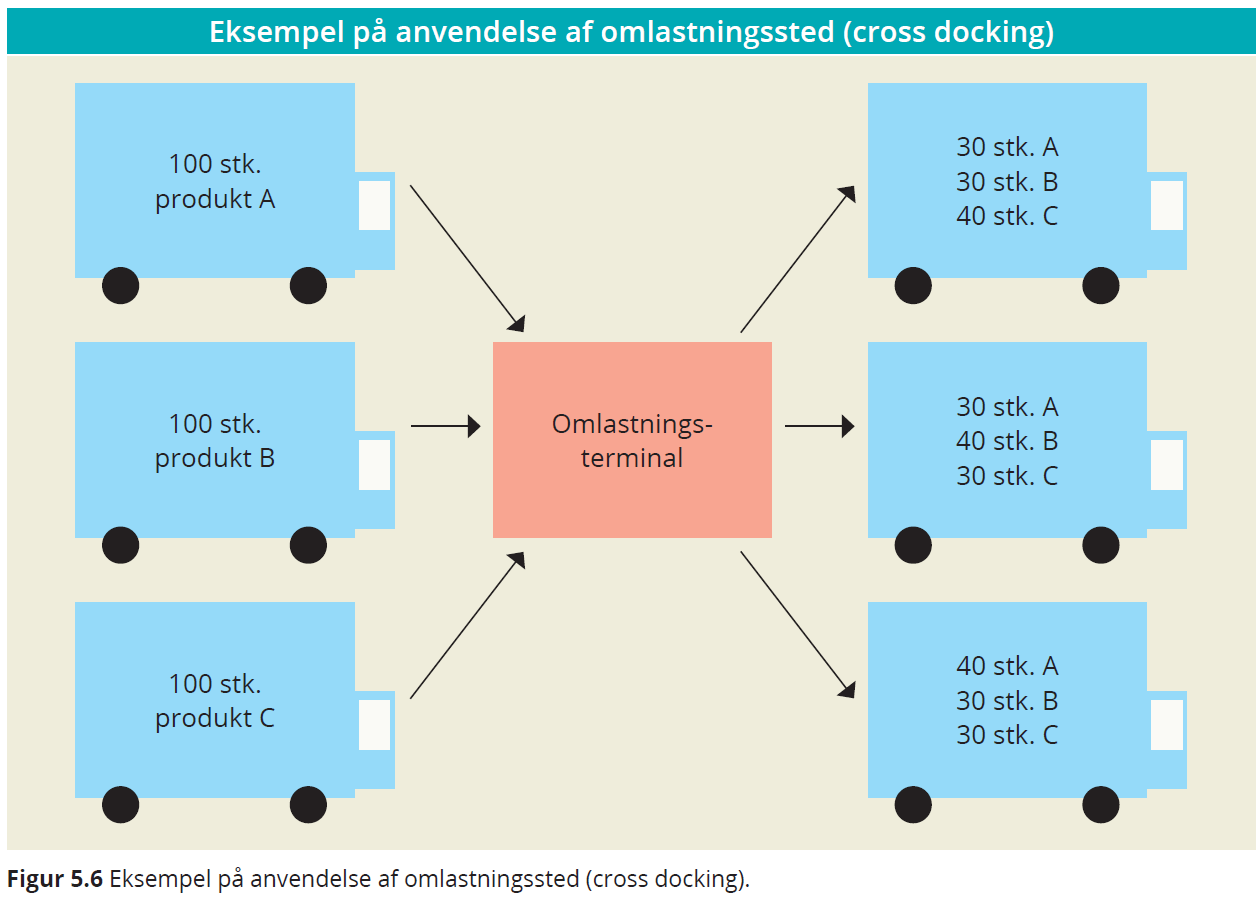 Eksempel på anvendelse af omlastningssted (cross docking)
100 stk.
produkt A
100 stk.
produkt B
100 stk.
produkt C
Omlastnings-
terminal
30 stk. A
30 stk. B
40 stk. C
30 stk. A
40 stk. B
30 stk. C
40 stk. A
30 stk. B
30 stk. C
Figur 5.6 Eksempel på anvendelse af omlastningssted (cross docking).